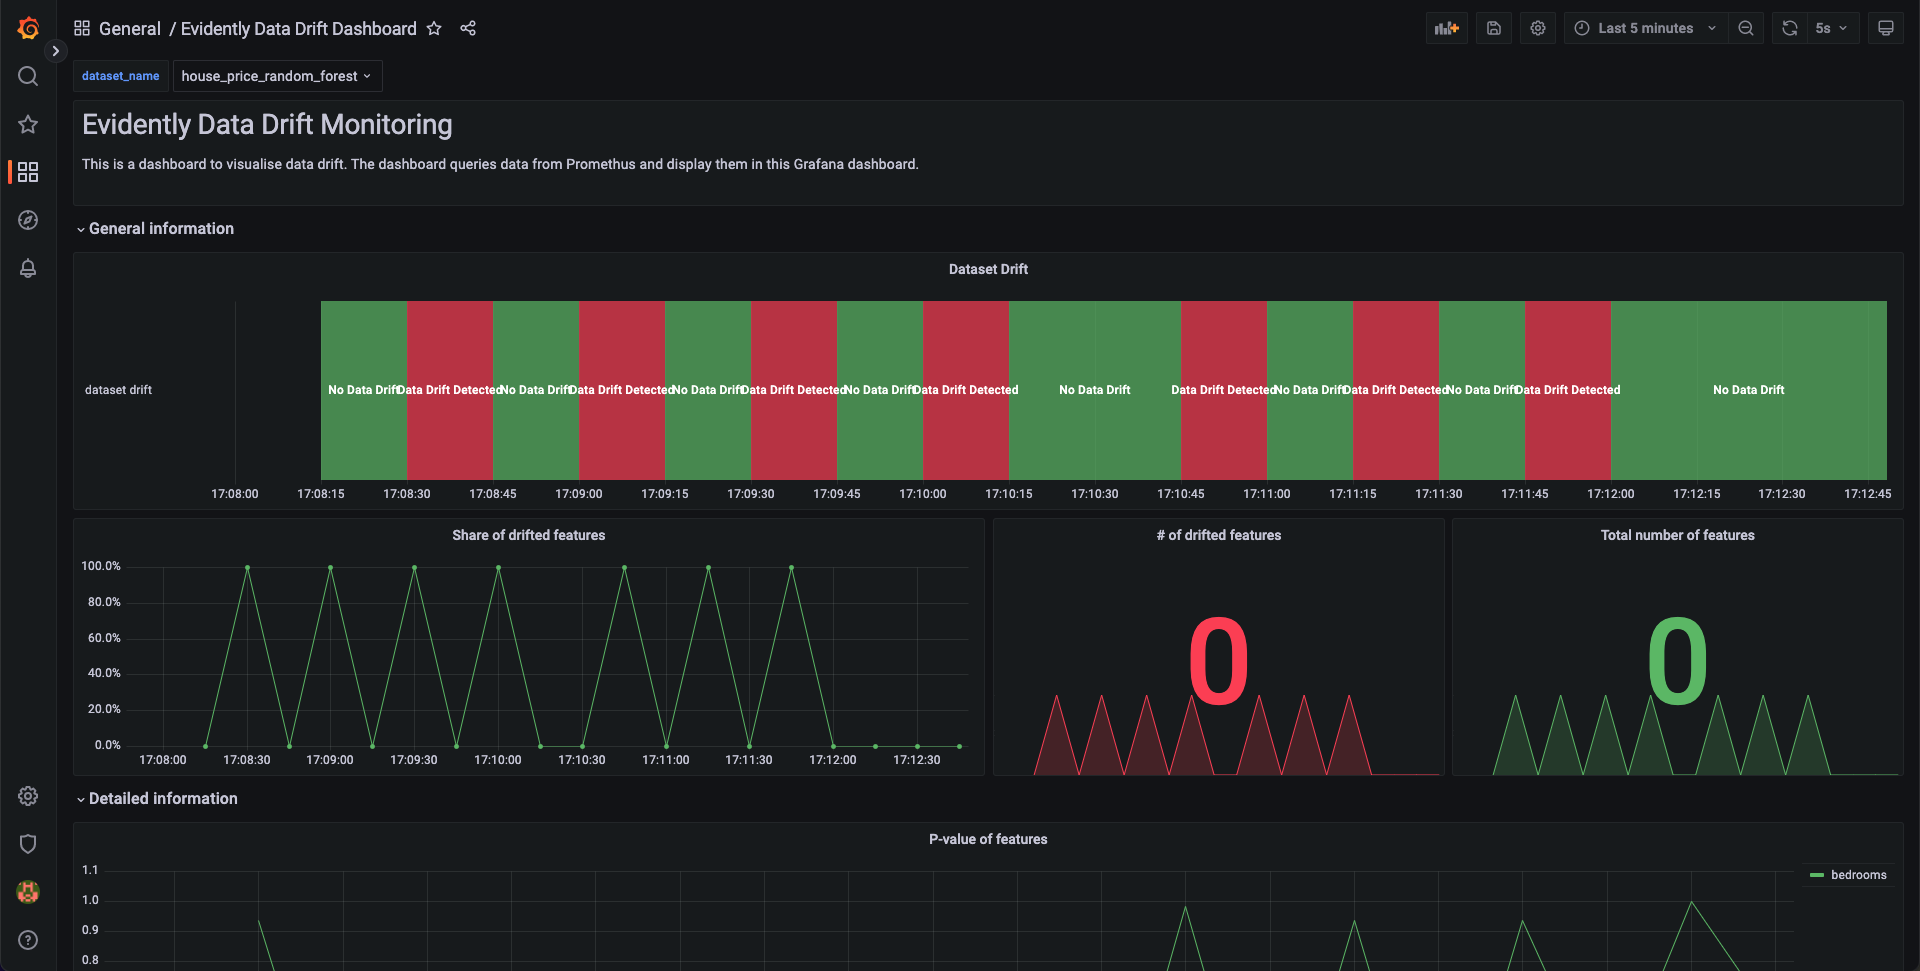 General / Evidently Data Drift Dashboard
Last 5 minutes
5s
dataset_name house_price_random_forest
Evidently Data Drift Monitoring
This is a dashboard to visualise data drift. The dashboard queries data from Promethus and display them in this Grafana dashboard.
General information
Dataset Drift
dataset drift
No Data Drift Data Drift Detected No Data Drift Data Drift Detected No Data Drift Data Drift Detected No Data Drift Data Drift Detected No Data Drift Data Drift Detected No Data Drift Data Drift Detected No Data Drift Data Drift Detected No Data Drift
17:08:00 17:08:15 17:08:30 17:08:45 17:09:00 17:09:15 17:09:30 17:09:45 17:10:00 17:10:15 17:10:30 17:10:45 17:11:00 17:11:15 17:11:30 17:11:45 17:12:00 17:12:15 17:12:30 17:12:45
Share of drifted features
100.0%
80.0%
60.0%
40.0%
20.0%
0.0%
17:08:00 17:08:30 17:09:00 17:09:30 17:10:00 17:10:30 17:11:00 17:11:30 17:12:00 17:12:30
# of drifted features
0
Total number of features
0
Detailed information
P-value of features
1.1
1.0
0.9
0.8
bedrooms